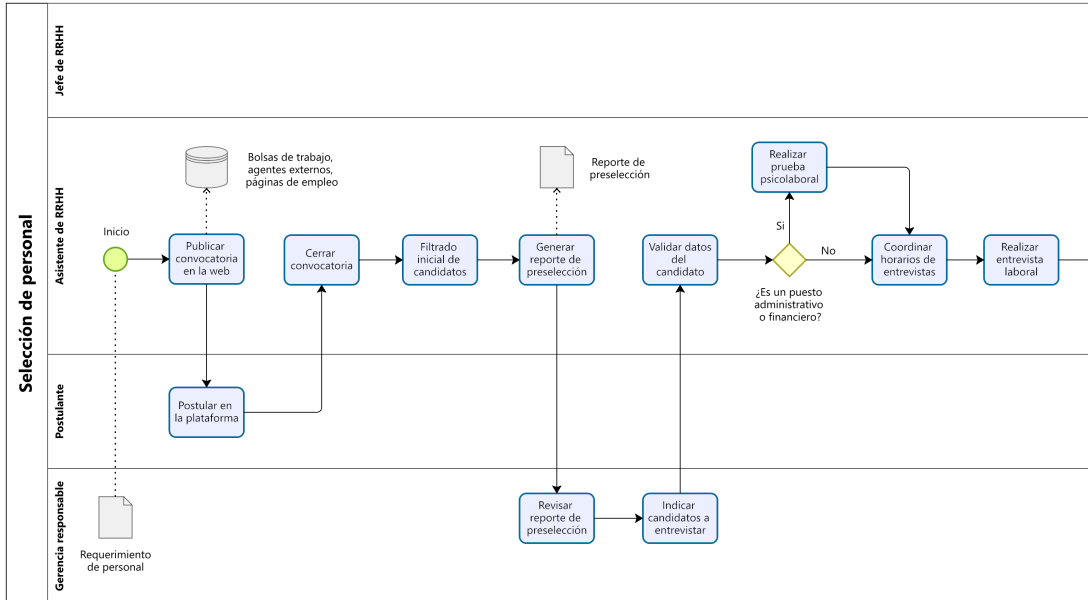 Selección de personal
Jefe de RRHH
Asistente de RRHH
Postulante
Gerencia responsable
Inicio
Publicar
convocatoria
en la web
Bolsas de trabajo,
agentes externos,
páginas de empleo
Postular en
la plataforma
Requerimiento
de personal
Cerrar
convocatoria
Filtrado
inicial de
candidatos
Generar
reporte de
preselección
Reporte de
preselección
Revisar
reporte de
preselección
Indicar
candidatos a
entrevistar
Validar datos
del
candidato
¿Es un puesto
administrativo
o financiero?
Si
No
Realizar
prueba
psicolaboral
Coordinar
horarios de
entrevistas
Realizar
entrevista
laboral